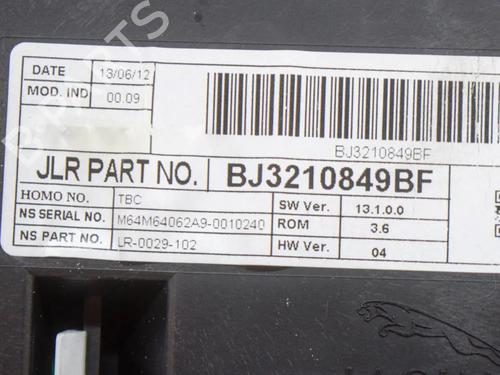 DATE 13/06/12
MOD. IND 00.09
BJ3210849BF
JLR PART NO. BJ3210849BF
HOMO NO. TBC SW Ver. 13.1.0.0
NS SERIAL NO. M64M64062A9-0010240 ROM 3.6
NS PART NO. LR-0029-102 HW Ver. 04
B-PARTS